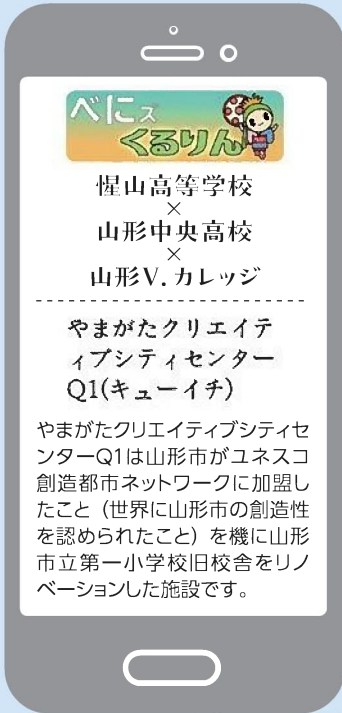 べにズ
くるりん
惺山高等学校
×
山形中央高校
×
山形V.カレッジ
やまがたクリエイテ
ィブシティセンター
Q1(キューイチ)
やまがたクリエイティブシティセ
ンターQ1は山形市がユネスコ
創造都市ネットワークに加盟し
たこと（世界に山形市の創造性
を認められたこと）を機に山形
市立第一小学校旧校舎をリノ
ベーションした施設です。